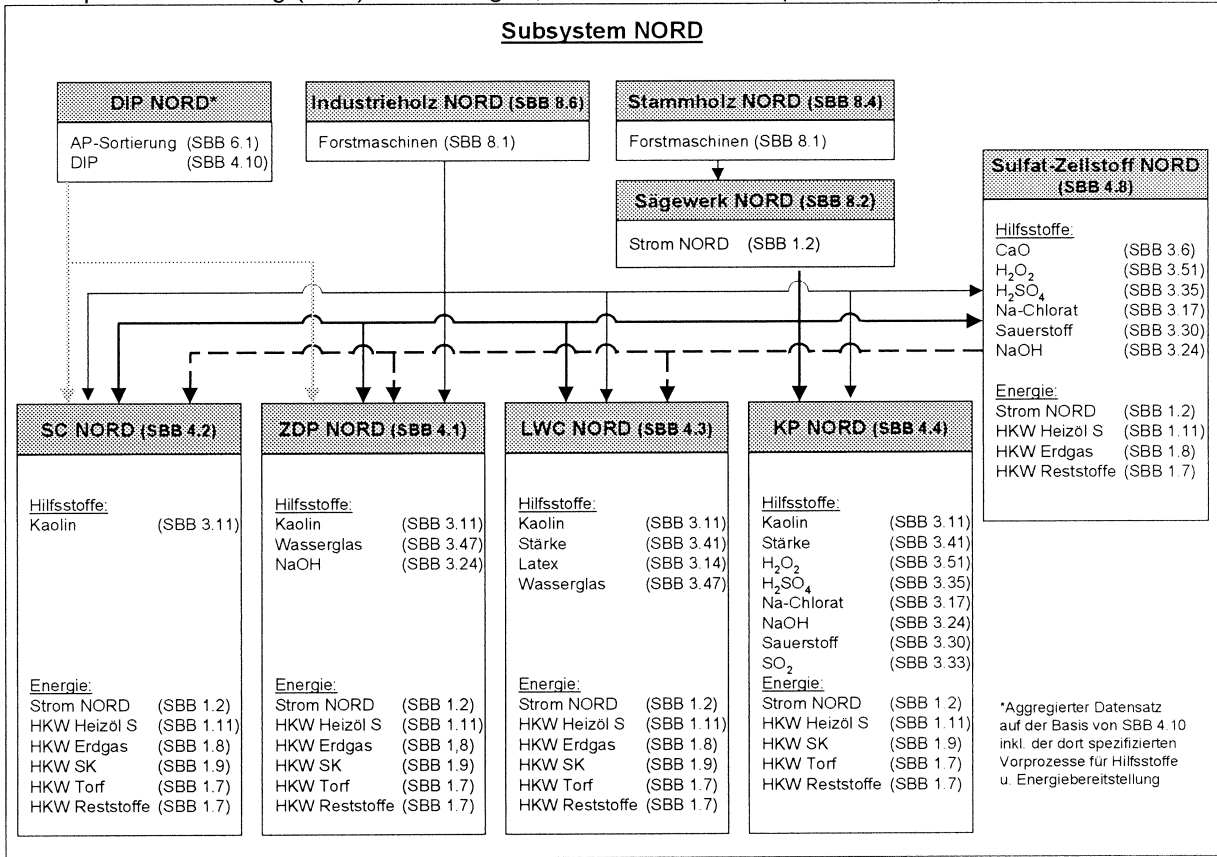 Subsystem NORD
DIP NORD*
AP-Sortierung (SBB 6.1)
DIP (SBB 4.10)
Industrieholz NORD (SBB 8.6)
Forstmaschinen (SBB 8.1)
Stammholz NORD (SBB 8.4)
Forstmaschinen (SBB 8.1)
Sägewerk NORD (SBB 8.2)
Strom NORD (SBB 1.2)
Sulfat-Zellstoff NORD
(SBB 4.8)
Hilfsstoffe:
CaO (SBB 3.6)
H2O2 (SBB 3.51)
H2SO4 (SBB 3.35)
Na-Chlorat (SBB 3.17)
Sauerstoff (SBB 3.30)
NaOH (SBB 3.24)
Energie:
Strom NORD (SBB 1.2)
HKW Heizöl S (SBB 1.11)
HKW Erdgas (SBB 1.8)
HKW Reststoffe (SBB 1.7)
SC NORD (SBB 4.2)
Hilfsstoffe:
Kaolin (SBB 3.11)
Energie:
Strom NORD (SBB 1.2)
HKW Heizöl S (SBB 1.11)
HKW Erdgas (SBB 1.8)
HKW SK (SBB 1.9)
HKW Torf (SBB 1.7)
HKW Reststoffe (SBB 1.7)
ZDP NORD (SBB 4.1)
Hilfsstoffe:
Kaolin (SBB 3.11)
Wasserglas (SBB 3.47)
NaOH (SBB 3.24)
Energie:
Strom NORD (SBB 1.2)
HKW Heizöl S (SBB 1.11)
HKW Erdgas (SBB 1,8)
HKW SK (SBB 1.9)
HKW Torf (SBB 1.7)
HKW Reststoffe (SBB 1.7)
LWC NORD (SBB 4.3)
Hilfsstoffe:
Kaolin (SBB 3.11)
Stärke (SBB 3.41)
Latex (SBB 3.14)
Wasserglas (SBB 3.47)
Energie:
Strom NORD (SBB 1.2)
HKW Heizöl S (SBB 1.11)
HKW Erdgas (SBB 1.8)
HKW SK (SBB 1.9)
HKW Torf (SBB 1.7)
HKW Reststoffe (SBB 1.7)
KP NORD (SBB 4.4)
Hilfsstoffe:
Kaolin (SBB 3.11)
Stärke (SBB 3.41)
H2O2 (SBB 3.51)
H2SO4 (SBB 3.35)
Na-Chlorat (SBB 3.17)
NaOH (SBB 3.24)
Sauerstoff (SBB 3.30)
SO2 (SBB 3.33)
Energie:
Strom NORD (SBB 1.2)
HKW Heizöl S (SBB 1.11)
HKW SK (SBB 1.9)
HKW Torf (SBB 1.7)
HKW Reststoffe (SBB 1.7)
*Aggregierter Datensatz
auf der Basis von SBB 4.10
inkl. der dort spezifizierten
Vorprozesse für Hilfsstoffe
u. Energiebereitstellung